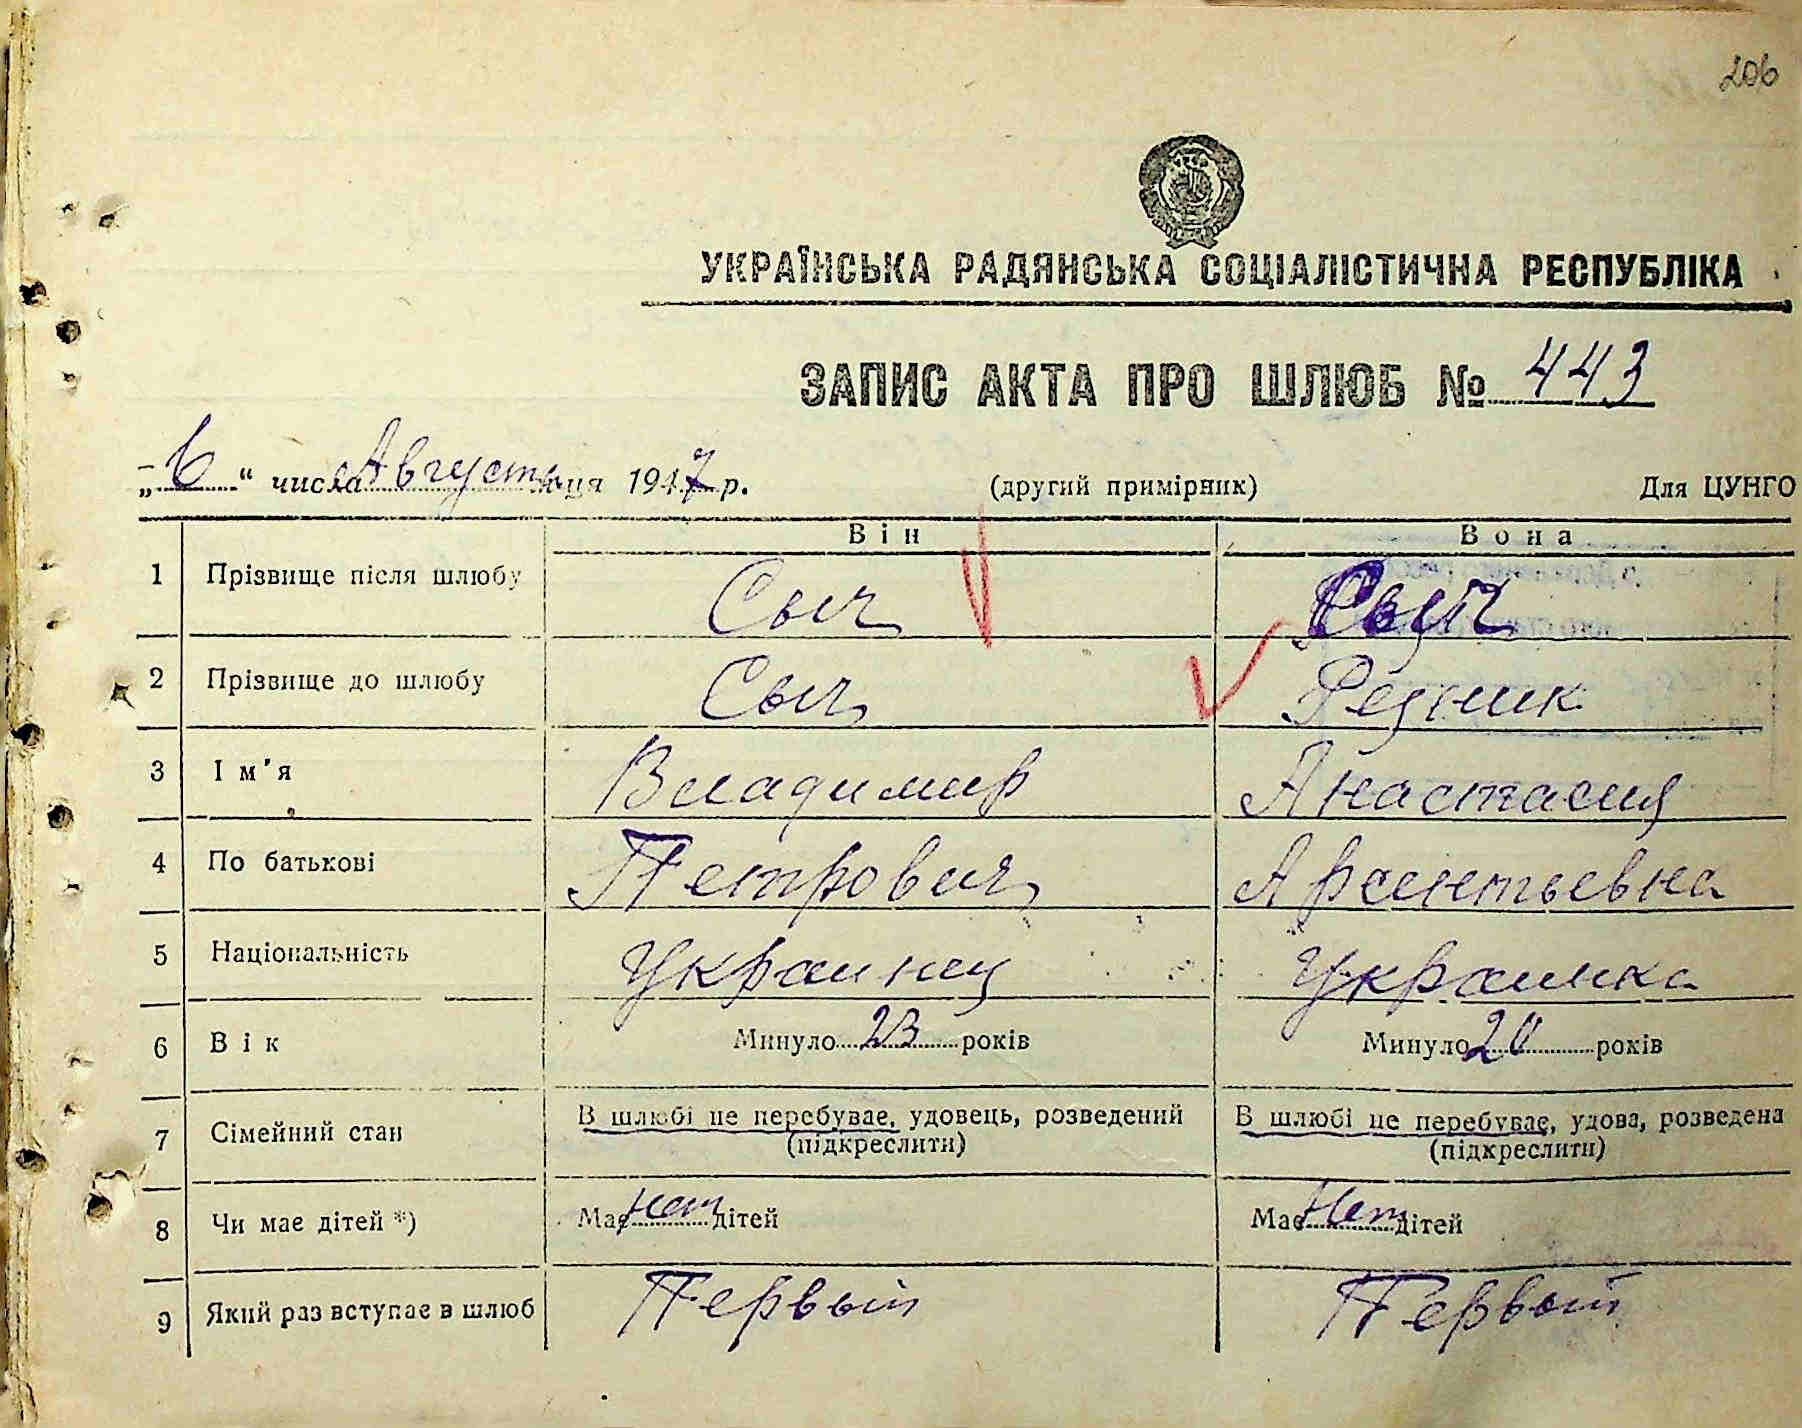 206
УКРАЇНСЬКА РАДЯНСЬКА СОЦІАЛІСТИЧНА РЕСПУБЛІКА
ЗАПИС АКТА ПРО ШЛЮБ № 443
„6“ числа Августа м-ця 1947 р. (другий примірник) Для ЦУНГО
Він Вона
1 Прізвище після шлюбу Сыч Сыч
2 Прізвище до шлюбу Сыч Резник
3 Ім'я Владимир Анастасия
4 По батькові Петрович
5 Національність Украинец Украинка
6 Вік Минуло 23 років Минуло 20 років
7 Сімейний стан В шлюбі не перебуває, удовець, розведений В шлюбі не перебуває, удова, розведена
(підкреслити) (підкреслити)
8 Чи має дітей *) Має нет дітей Має Нет дітей
9 Який раз вступає в шлюб Первый Первый